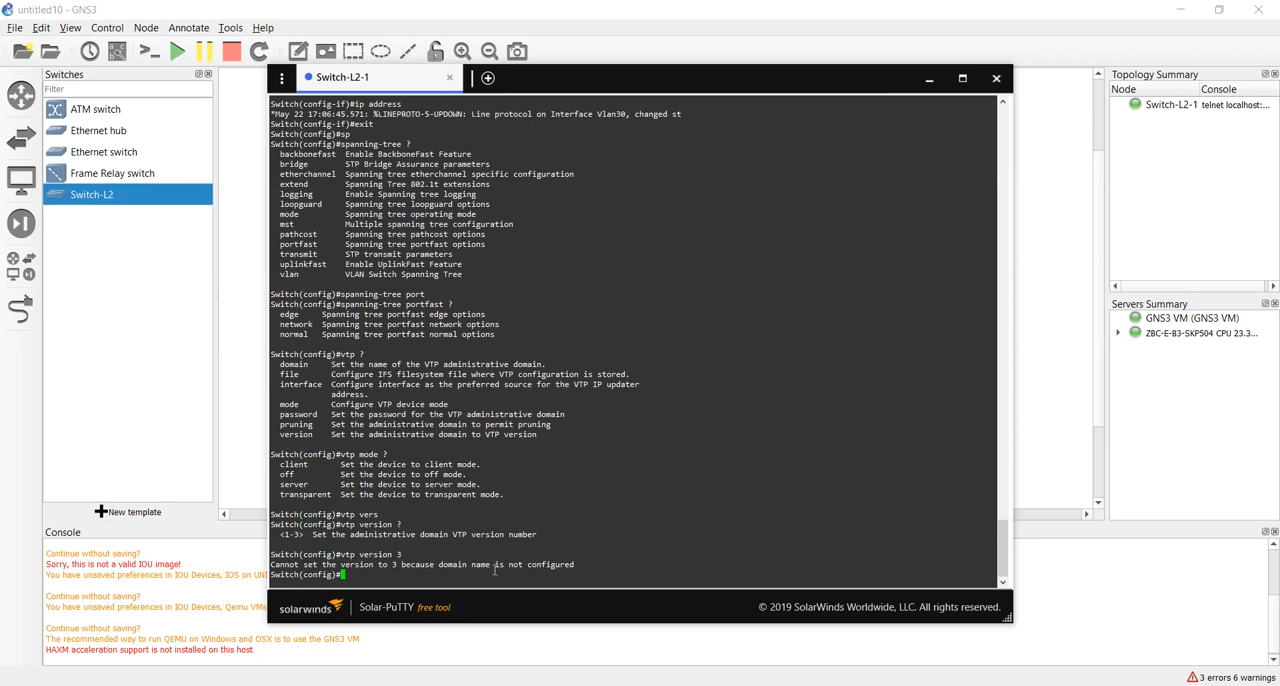 untitled10 - GNS3
File Edit View Control Node Annotate Tools Help
Switches
Filter
ATM switch
Ethernet hub
Ethernet switch
Frame Relay switch
Switch-L2
New template
Switch-L2-1
Switch(config-if)#ip address
*May 22 17:06:45.571: %LINEPROTO-5-UPDOWN: Line protocol on Interface Vlan30, changed st
Switch(config-if)#exit
Switch(config)#sp
Switch(config)#spanning-tree ?
backbonefast Enable BackboneFast Feature
bridge STP Bridge Assurance parameters
etherchannel Spanning tree etherchannel specific configuration
extend Spanning Tree 802.1t extensions
logging Enable Spanning tree logging
loopguard Spanning tree loopguard options
mode Spanning tree operating mode
mst Multiple spanning tree configuration
pathcost Spanning tree pathcost options
portfast Spanning tree portfast options
transmit STP transmit parameters
uplinkfast Enable UplinkFast Feature
vlan VLAN Switch Spanning Tree
Switch(config)#spanning-tree port
Switch(config)#spanning-tree portfast ?
edge Spanning tree portfast edge options
network Spanning tree portfast network options
normal Spanning tree portfast normal options
Switch(config)#vtp ?
domain Set the name of the VTP administrative domain.
file Configure IFS filesystem file where VTP configuration is stored.
interface Configure interface as the preferred source for the VTP IP updater
address.
mode Configure VTP device mode
password Set the password for the VTP administrative domain
pruning Set the administrative domain to permit pruning
version Set the administrative domain to VTP version
Switch(config)#vtp mode ?
client Set the device to client mode.
off Set the device to off mode.
server Set the device to server mode.
transparent Set the device to transparent mode.
Switch(config)#vtp vers
Switch(config)#vtp version ?
<1-3> Set the administrative domain VTP version number
Switch(config)#vtp version 3
Cannot set the version to 3 because domain name is not configured
Switch(config)#
solarwinds Solar-PuTTY free tool © 2019 SolarWinds Worldwide, LLC. All rights reserved.
Topology Summary
Node Console
Switch-L2-1 telnet localhost:...
Servers Summary
GNS3 VM (GNS3 VM)
ZBC-E-B3-SKP504 CPU 23.3...
Console
Continue without saving?
Sorry, this is not a valid IOU image!
You have unsaved preferences in IOU Devices, IOS on UNI
Continue without saving?
You have unsaved preferences in IOU Devices, Qemu VMs
Continue without saving?
The recommended way to run QEMU on Windows and OSX is to use the GNS3 VM
HAXM acceleration support is not installed on this host
3 errors 6 warnings